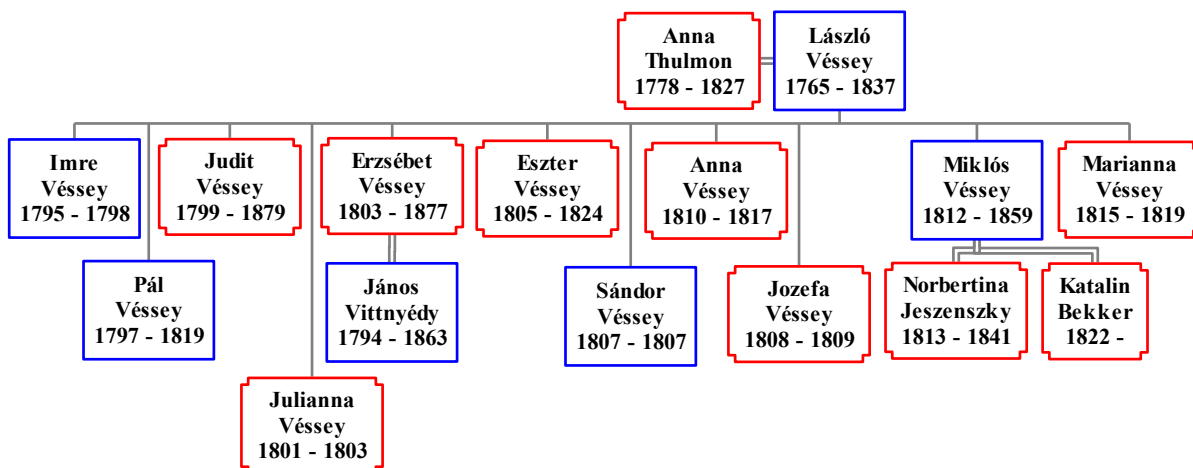 Anna
Thulmon
1778 - 1827
László
Véssey
1765 - 1837
Imre
Véssey
1795 - 1798
Judit
Véssey
1799 - 1879
Erzsébet
Véssey
1803 - 1877
Eszter
Véssey
1805 - 1824
Anna
Véssey
1810 - 1817
Miklós
Véssey
1812 - 1859
Marianna
Véssey
1815 - 1819
Pál
Véssey
1797 - 1819
János
Vittnyédy
1794 - 1863
Sándor
Véssey
1807 - 1807
Jozefa
Véssey
1808 - 1809
Norbertina
Jeszenszky
1813 - 1841
Katalin
Bekker
1822 -
Julianna
Véssey
1801 - 1803